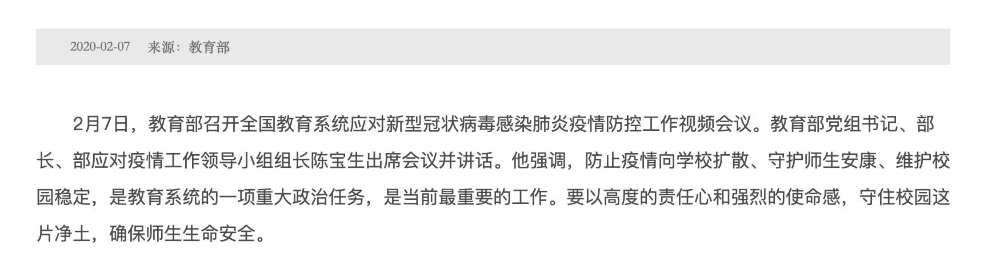 2020-02-07 来源：教育部
2月7日，教育部召开全国教育系统应对新型冠状病毒感染肺炎疫情防控工作视频会议。教育部党组书记、部
长、部应对疫情工作领导小组组长陈宝生出席会议并讲话。他强调，防止疫情向学校扩散、守护师生安康、维护校
园稳定，是教育系统的一项重大政治任务，是当前最重要的工作。要以高度的责任心和强烈的使命感，守住校园这
片净土，确保师生生命安全。